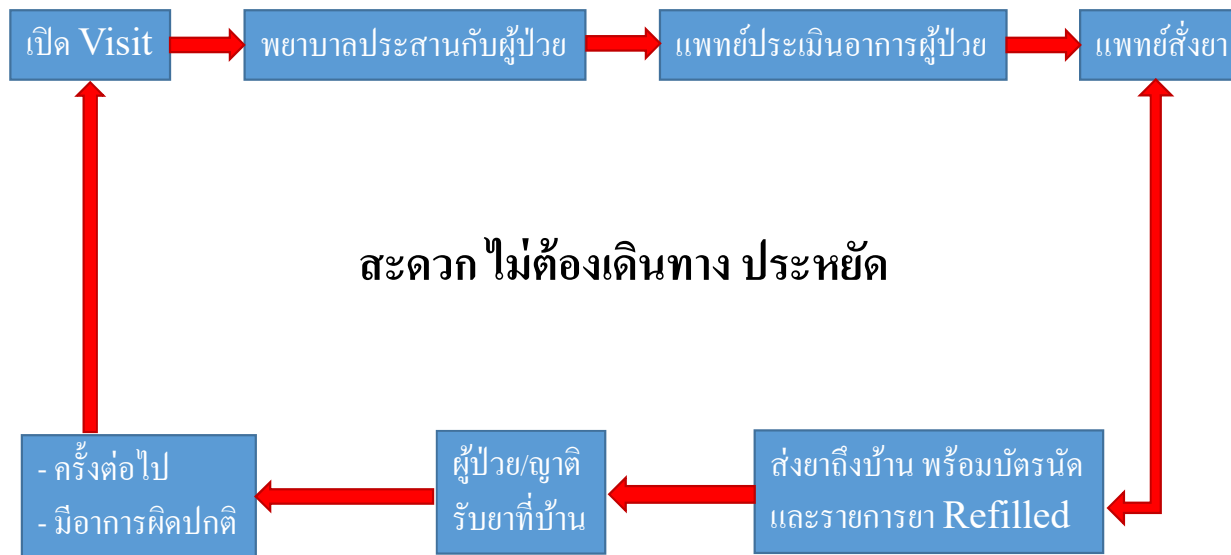 เปิด Visit
พยาบาลประสานกับผู้ป่วย
แพทย์ประเมินอาการผู้ป่วย
แพทย์สั่งยา
สะดวก ไม่ต้องเดินทาง ประหยัด
- ครั้งต่อไป
- มีอาการผิดปกติ
ผู้ป่วย/ญาติ
รับยาที่บ้าน
ส่งยาถึงบ้าน พร้อมบัตรนัด
และรายการยา Refilled